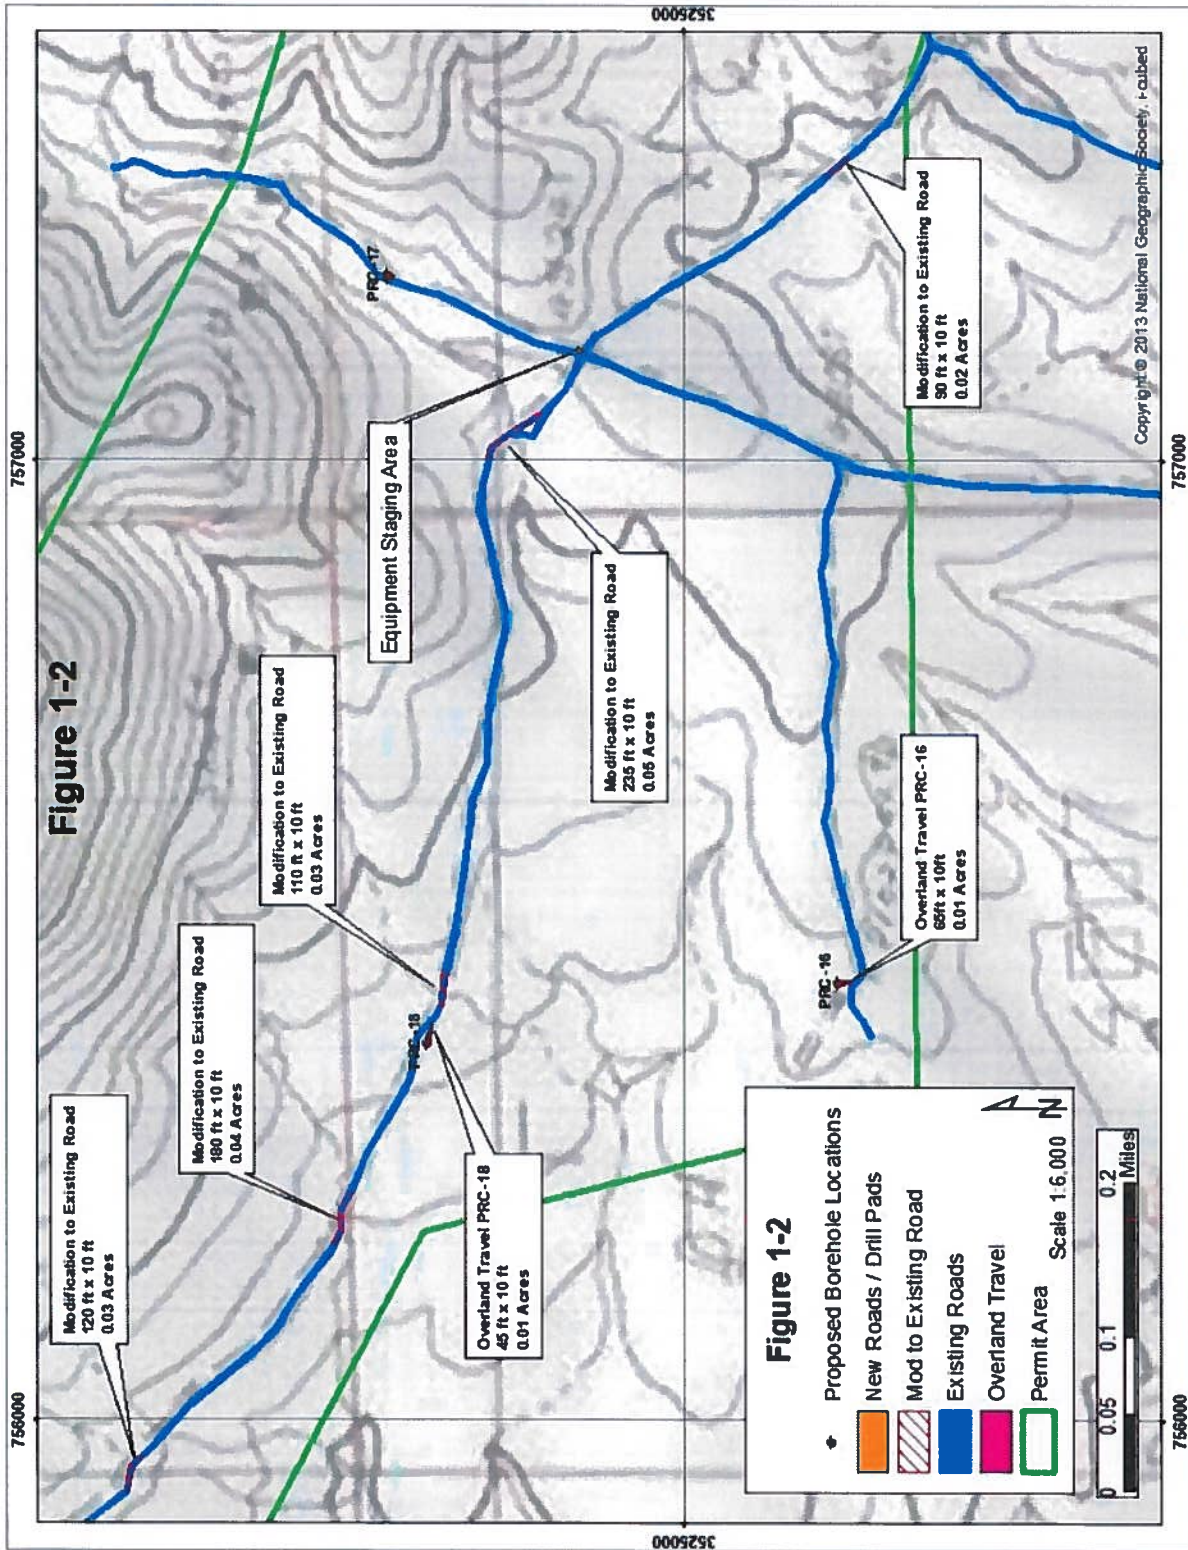 Figure 1-2
756000
757000
Modification to Existing Road
120 ft x 10 ft
0.03 Acres
Modification to Existing Road
180 ft x 10 ft
0.04 Acres
Modification to Existing Road
110 ft x 10 ft
0.03 Acres
Equipment Staging Area
PRC-17
PRC-18
Overland Travel PRC-18
45 ft x 10 ft
0.01 Acres
Modification to Existing Road
235 ft x 10 ft
0.05 Acres
3525000
3525000
PRC-16
Overland Travel PRC-16
65ft x 10ft
0.01 Acres
Modification to Existing Road
90 ft x 10 ft
0.02 Acres
Figure 1-2
Proposed Borehole Locations
New Roads / Drill Pads
Mod to Existing Road
Existing Roads
Overland Travel
Permit Area
Scale 1:6,000
N
0 0.05 0.1 0.2
Miles
Copyright:© 2013 National Geographic Society, i-cubed
756000
757000